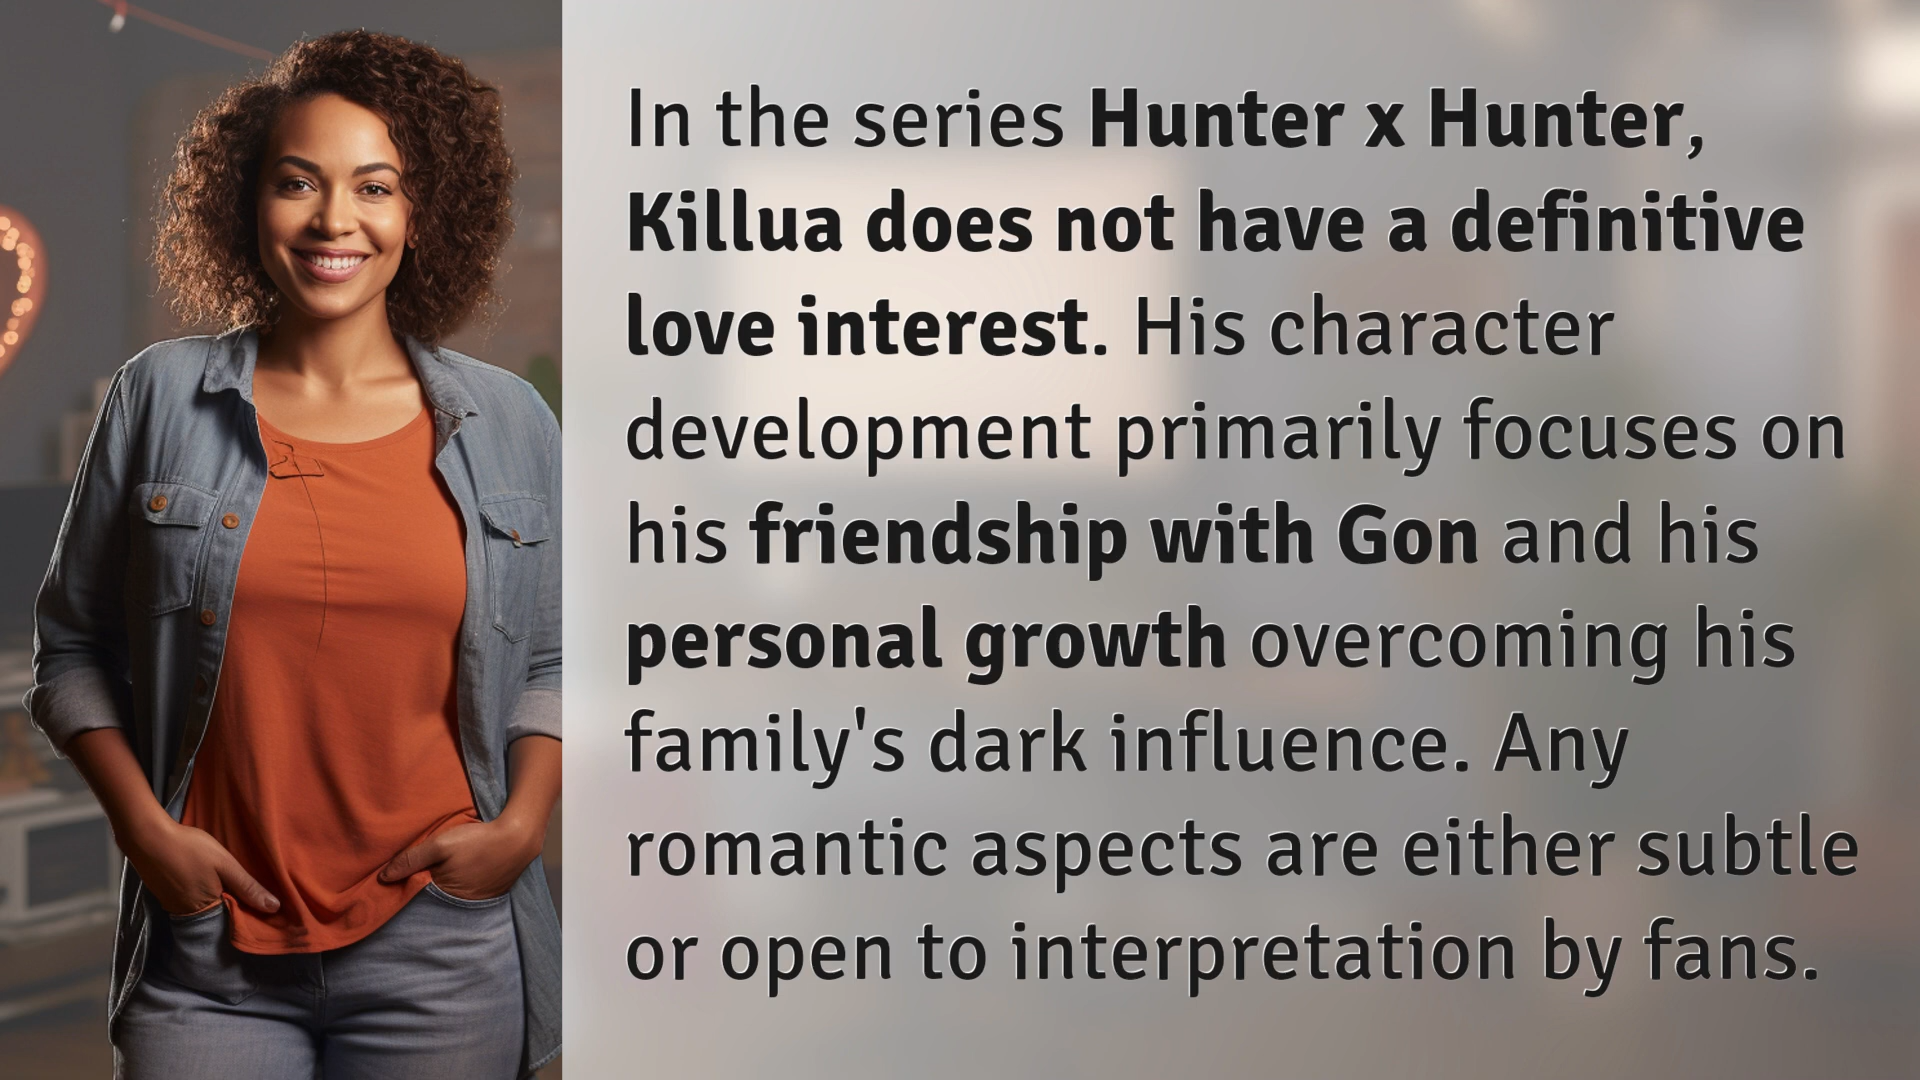 In the series Hunter x Hunter,
Killua does not have a definitive
love interest. His character
development primarily focuses on
his friendship with Gon and his
personal growth overcoming his
family's dark influence. Any
romantic aspects are either subtle
or open to interpretation by fans.